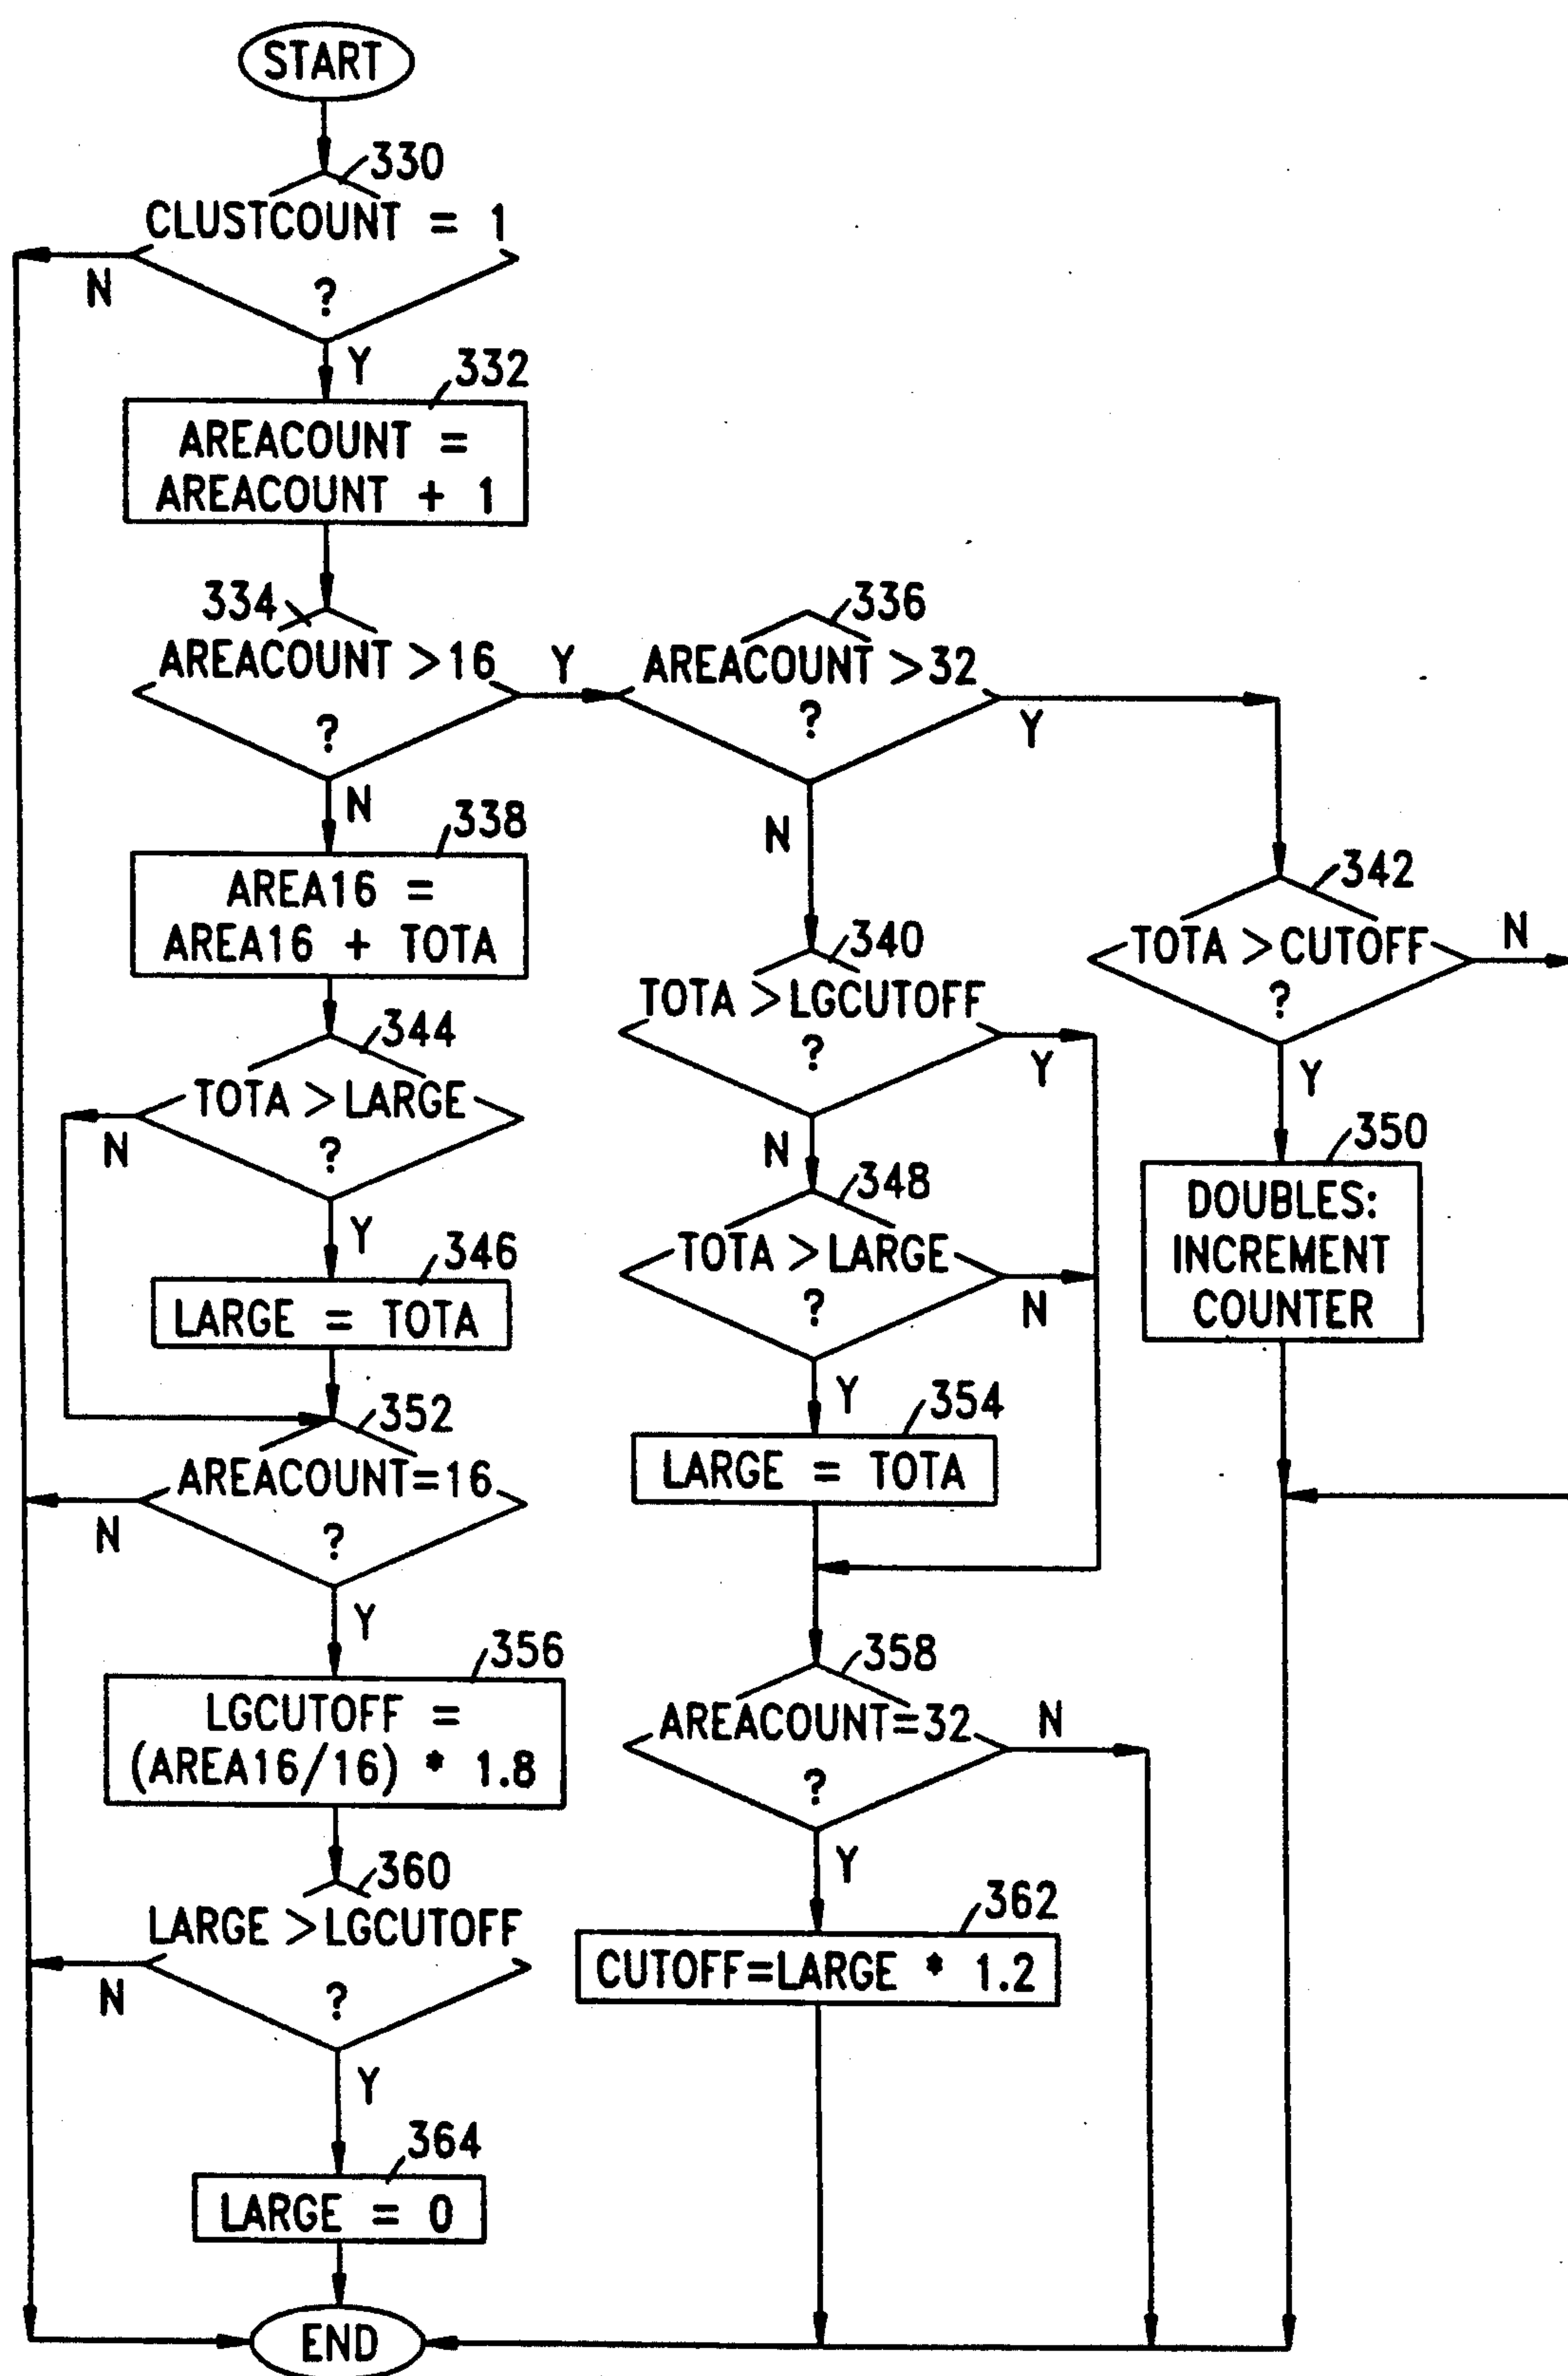 START
330
CLUSTCOUNT = 1
?
N
Y
332
AREACOUNT =
AREACOUNT + 1
334
AREACOUNT >16
?
Y
N
336
AREACOUNT >32
?
Y
N
338
AREA16 =
AREA16 + TOTA
344
TOTA >LARGE
?
N
Y
346
LARGE = TOTA
352
AREACOUNT=16
?
N
Y
356
LGCUTOFF =
(AREA16/16) * 1.8
360
LARGE >LGCUTOFF
?
N
Y
364
LARGE = 0
END
340
TOTA >LGCUTOFF
?
Y
N
348
TOTA >LARGE
?
N
Y
354
LARGE = TOTA
358
AREACOUNT=32
?
N
Y
362
CUTOFF=LARGE * 1.2
342
TOTA >CUTOFF
?
N
Y
350
DOUBLES:
INCREMENT
COUNTER